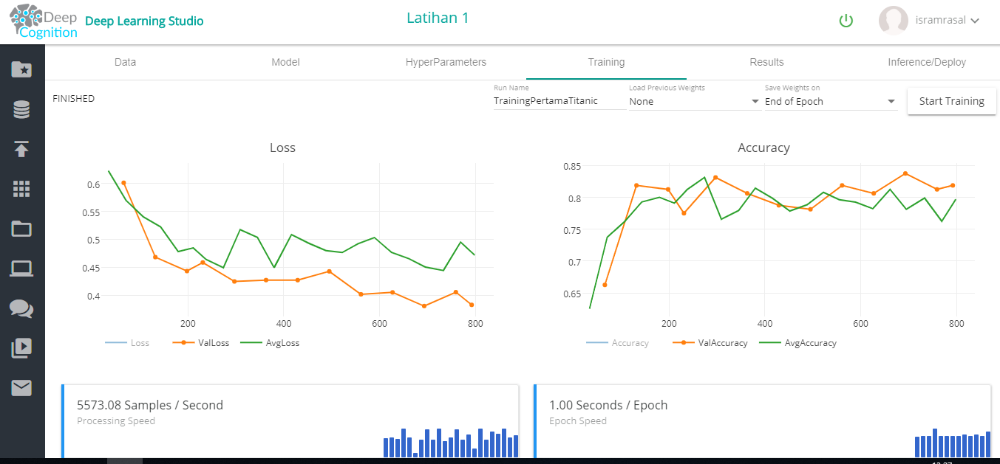 Deep
Cognition
Deep Learning Studio
Latihan 1
isramrasal
Data
Model
HyperParameters
Training
Results
Inference/Deploy
FINISHED
Run Name
TrainingPertamaTitanic
Load Previous Weights
None
Save Weights on
End of Epoch
Start Training
Loss
0.6
0.55
0.5
0.45
0.4
200
400
600
800
Loss
ValLoss
AvgLoss
Accuracy
0.85
0.8
0.75
0.7
0.65
200
400
600
800
Accuracy
ValAccuracy
AvgAccuracy
5573.08 Samples / Second
Processing Speed
1.00 Seconds / Epoch
Epoch Speed